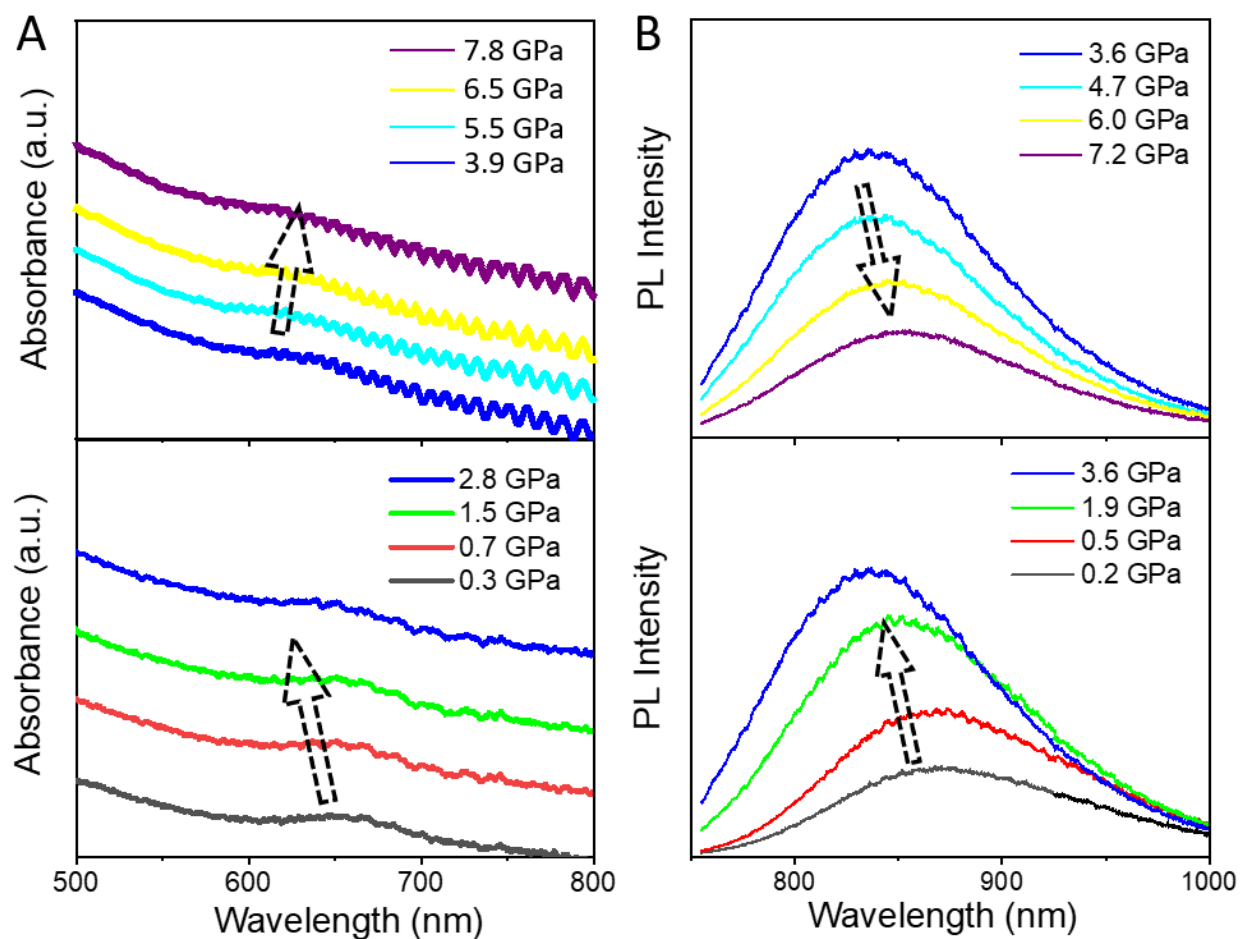 A
7.8 GPa
6.5 GPa
5.5 GPa
3.9 GPa
Absorbance (a.u.)
2.8 GPa
1.5 GPa
0.7 GPa
0.3 GPa
Absorbance (a.u.)
500
600
700
800
Wavelength (nm)
B
3.6 GPa
4.7 GPa
6.0 GPa
7.2 GPa
PL Intensity
3.6 GPa
1.9 GPa
0.5 GPa
0.2 GPa
PL Intensity
800
900
1000
Wavelength (nm)